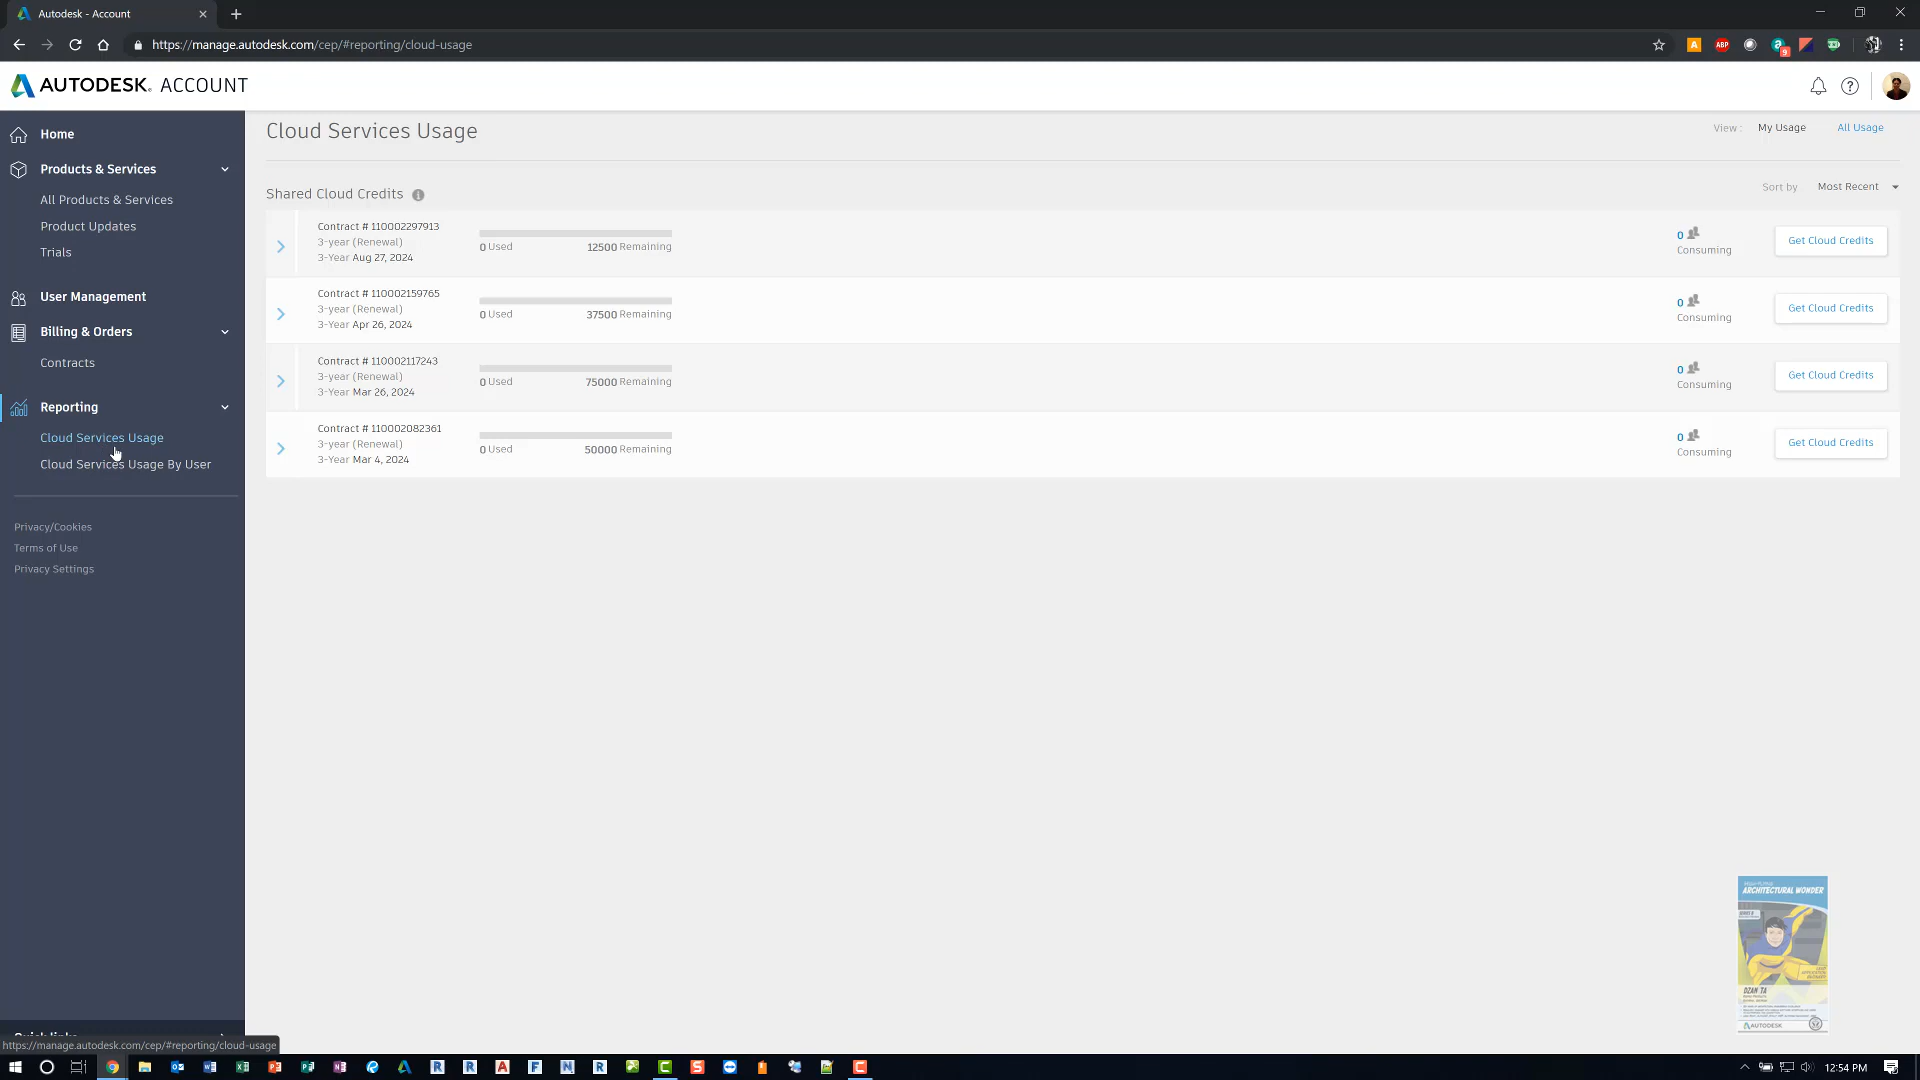 Autodesk - Account
https://manage.autodesk.com/cep/#reporting/cloud-usage
ABP
9
AUTODESK. ACCOUNT
Home
Products & Services
All Products & Services
Product Updates
Trials
User Management
Billing & Orders
Contracts
Reporting
Cloud Services Usage
Cloud Services Usage By User
Privacy/Cookies
Terms of Use
Privacy Settings
Cloud Services Usage
View : My Usage All Usage
Shared Cloud Credits
Sort by Most Recent
Contract # 110002297913
3-year (Renewal)
3-Year Aug 27, 2024
0 Used 12500 Remaining
0 Consuming
Get Cloud Credits
Contract # 110002159765
3-year (Renewal)
3-Year Apr 26, 2024
0 Used 37500 Remaining
0 Consuming
Get Cloud Credits
Contract # 110002117243
3-year (Renewal)
3-Year Mar 26, 2024
0 Used 75000 Remaining
0 Consuming
Get Cloud Credits
Contract # 110002082361
3-year (Renewal)
3-Year Mar 4, 2024
0 Used 50000 Remaining
0 Consuming
Get Cloud Credits
ARCHITECTURAL WONDER
DZAN TA
AUTODESK
https://manage.autodesk.com/cep/#reporting/cloud-usage
12:54 PM